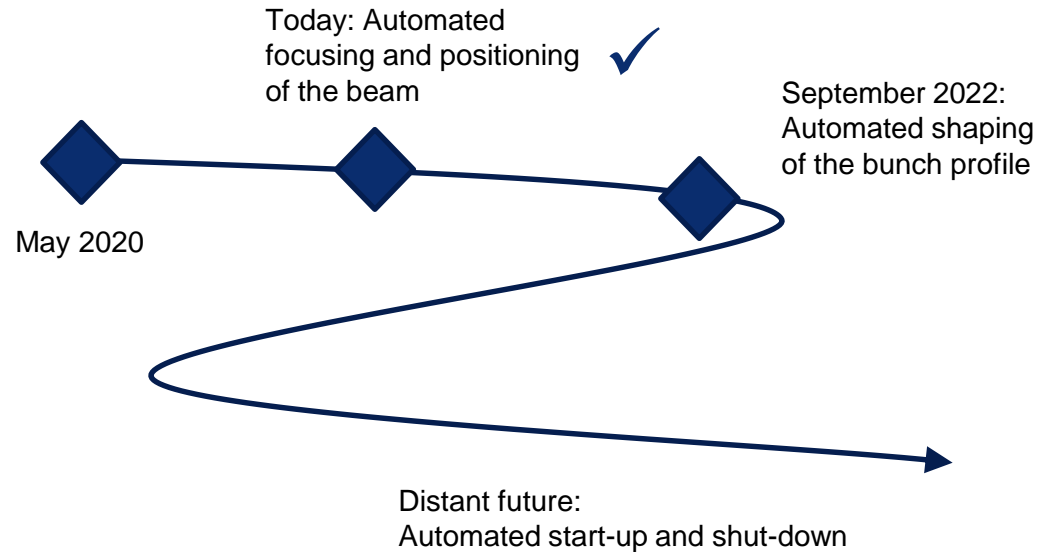 Today: Automated
focusing and positioning
of the beam
September 2022:
Automated shaping
of the bunch profile
May 2020
Distant future:
Automated start-up and shut-down